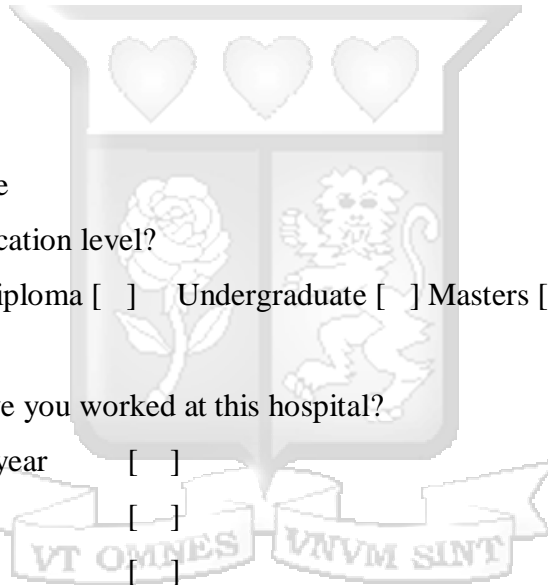 e
cation level?
iploma [ ] Undergraduate [ ] Masters [
e you worked at this hospital?
year [ ]
[ ]
VT OMNES VNVM SINT
[ ]